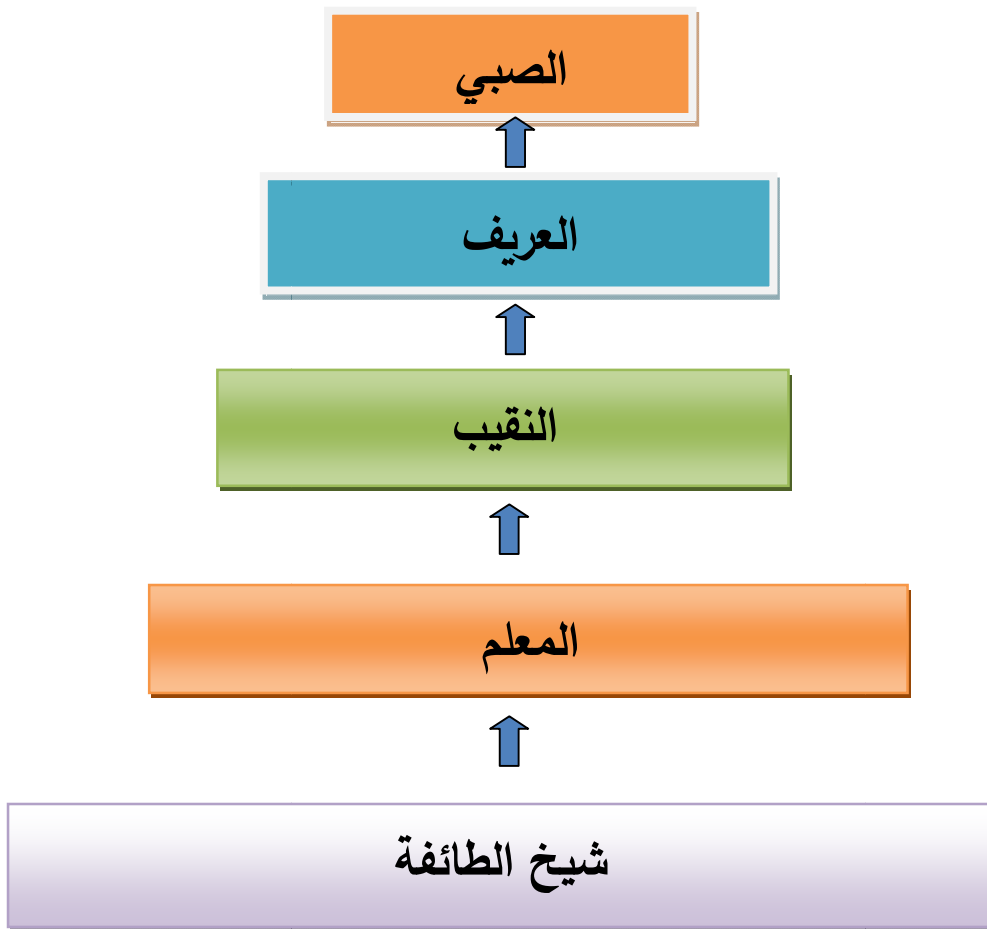 الصبي
العريف
النقيب
المعلم
شيخ الطائفة